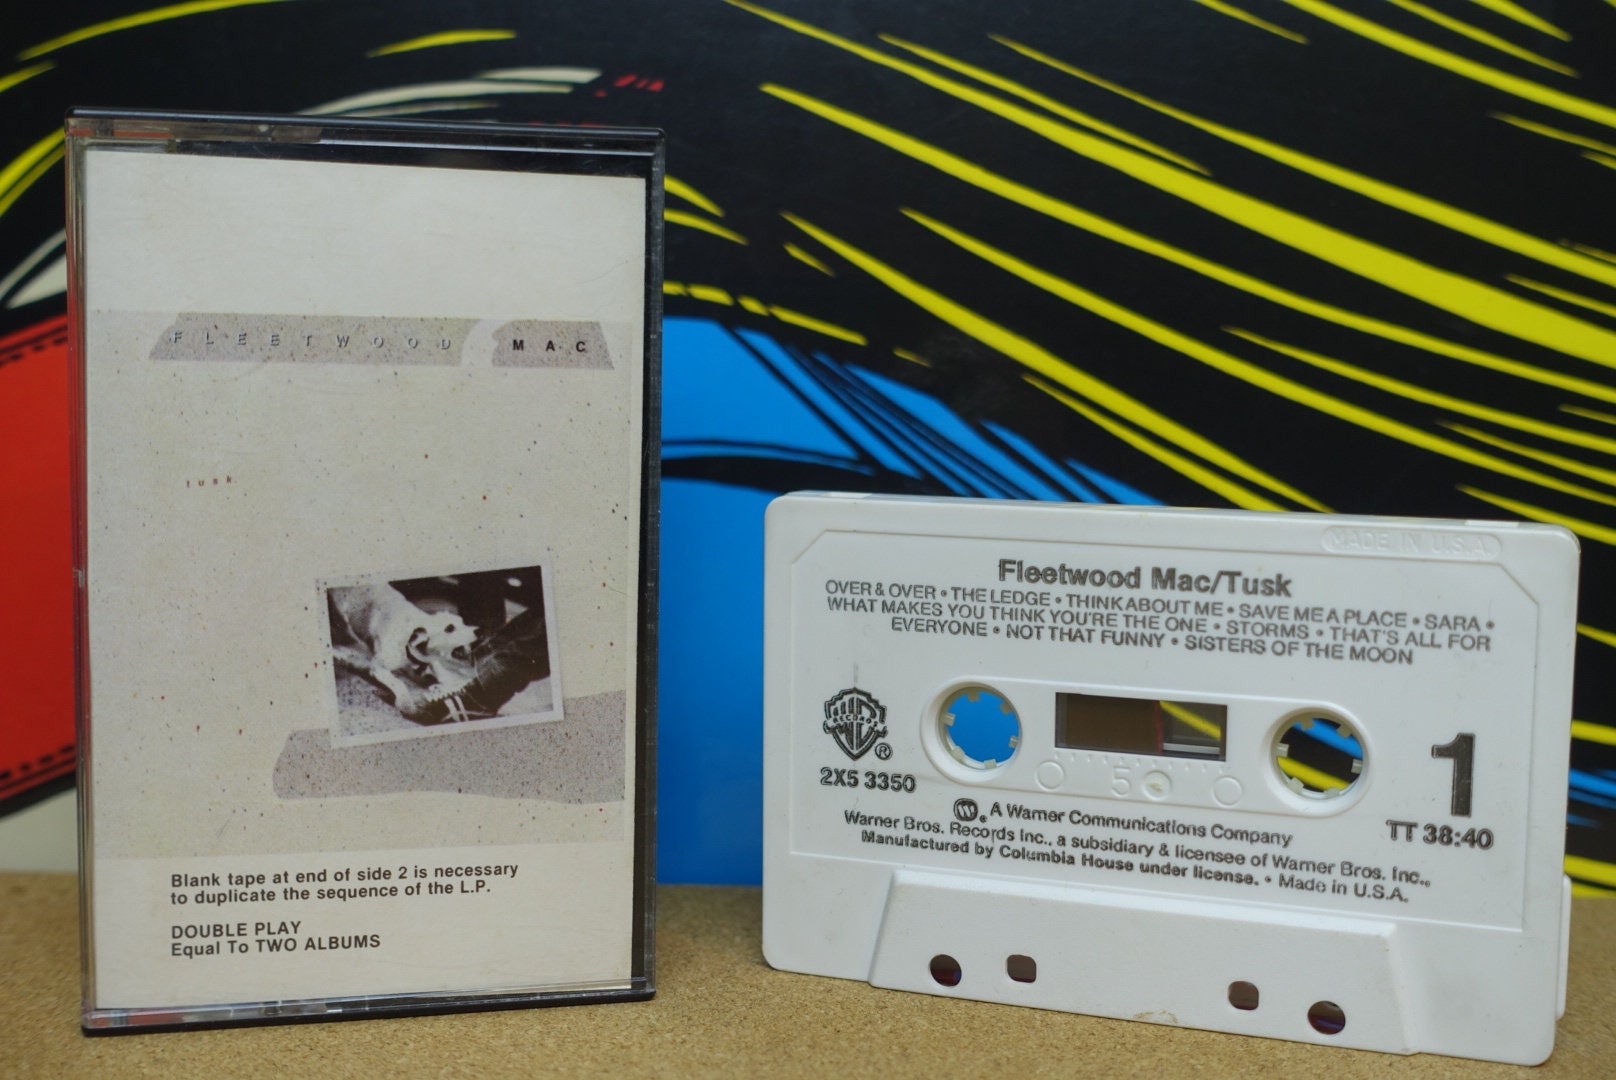 FLEETWOOD MAC
tusk.
Blank tape at end of side 2 is necessary
to duplicate the sequence of the L.P.
DOUBLE PLAY
Equal To TWO ALBUMS
MADE IN U.S.A.
Fleetwood Mac/Tusk
OVER & OVER • THE LEDGE • THINK ABOUT ME • SAVE ME A PLACE • SARA •
WHAT MAKES YOU THINK YOU'RE THE ONE • STORMS • THAT'S ALL FOR
EVERYONE • NOT THAT FUNNY • SISTERS OF THE MOON
WB
RECORDS
®
2X5 3350
5
1
TT 38:40
W® A Warner Communications Company
Warner Bros. Records Inc., a subsidiary & licensee of Warner Bros. Inc.,
Manufactured by Columbia House under license. • Made in U.S.A.